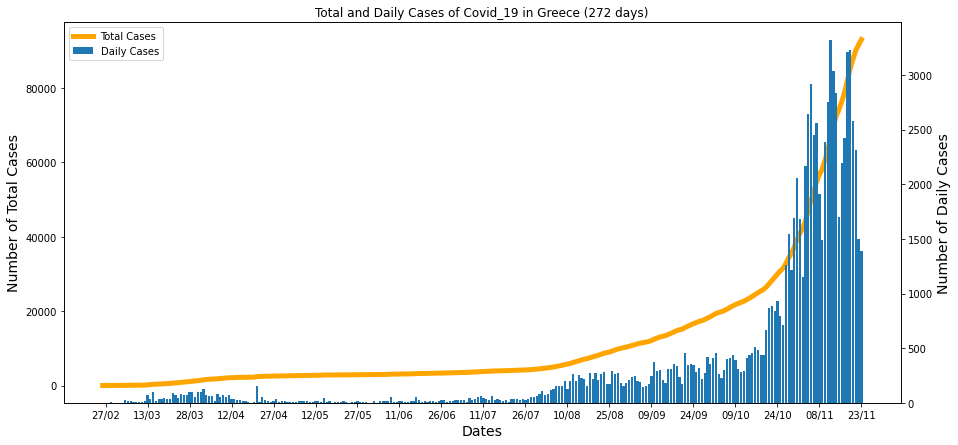 Total and Daily Cases of Covid_19 in Greece (272 days)
Total Cases
Daily Cases
Number of Total Cases
80000
60000
40000
20000
0
Number of Daily Cases
3000
2500
2000
1500
1000
500
0
27/02 13/03 28/03 12/04 27/04 12/05 27/05 11/06 26/06 11/07 26/07 10/08 25/08 09/09 24/09 09/10 24/10 08/11 23/11
Dates